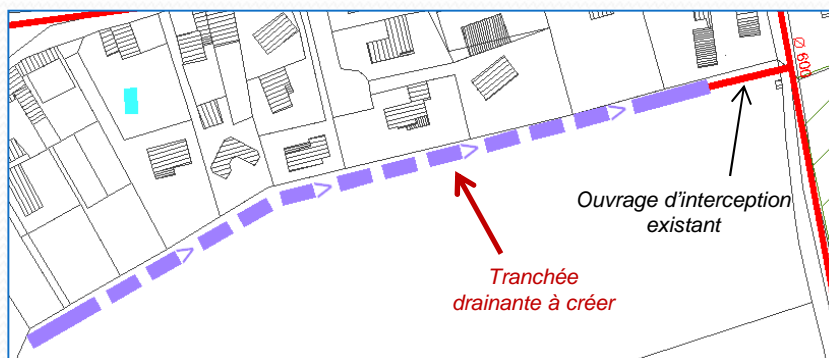 Ø 600
Ouvrage d'interception
existant
Tranchée
drainante à créer